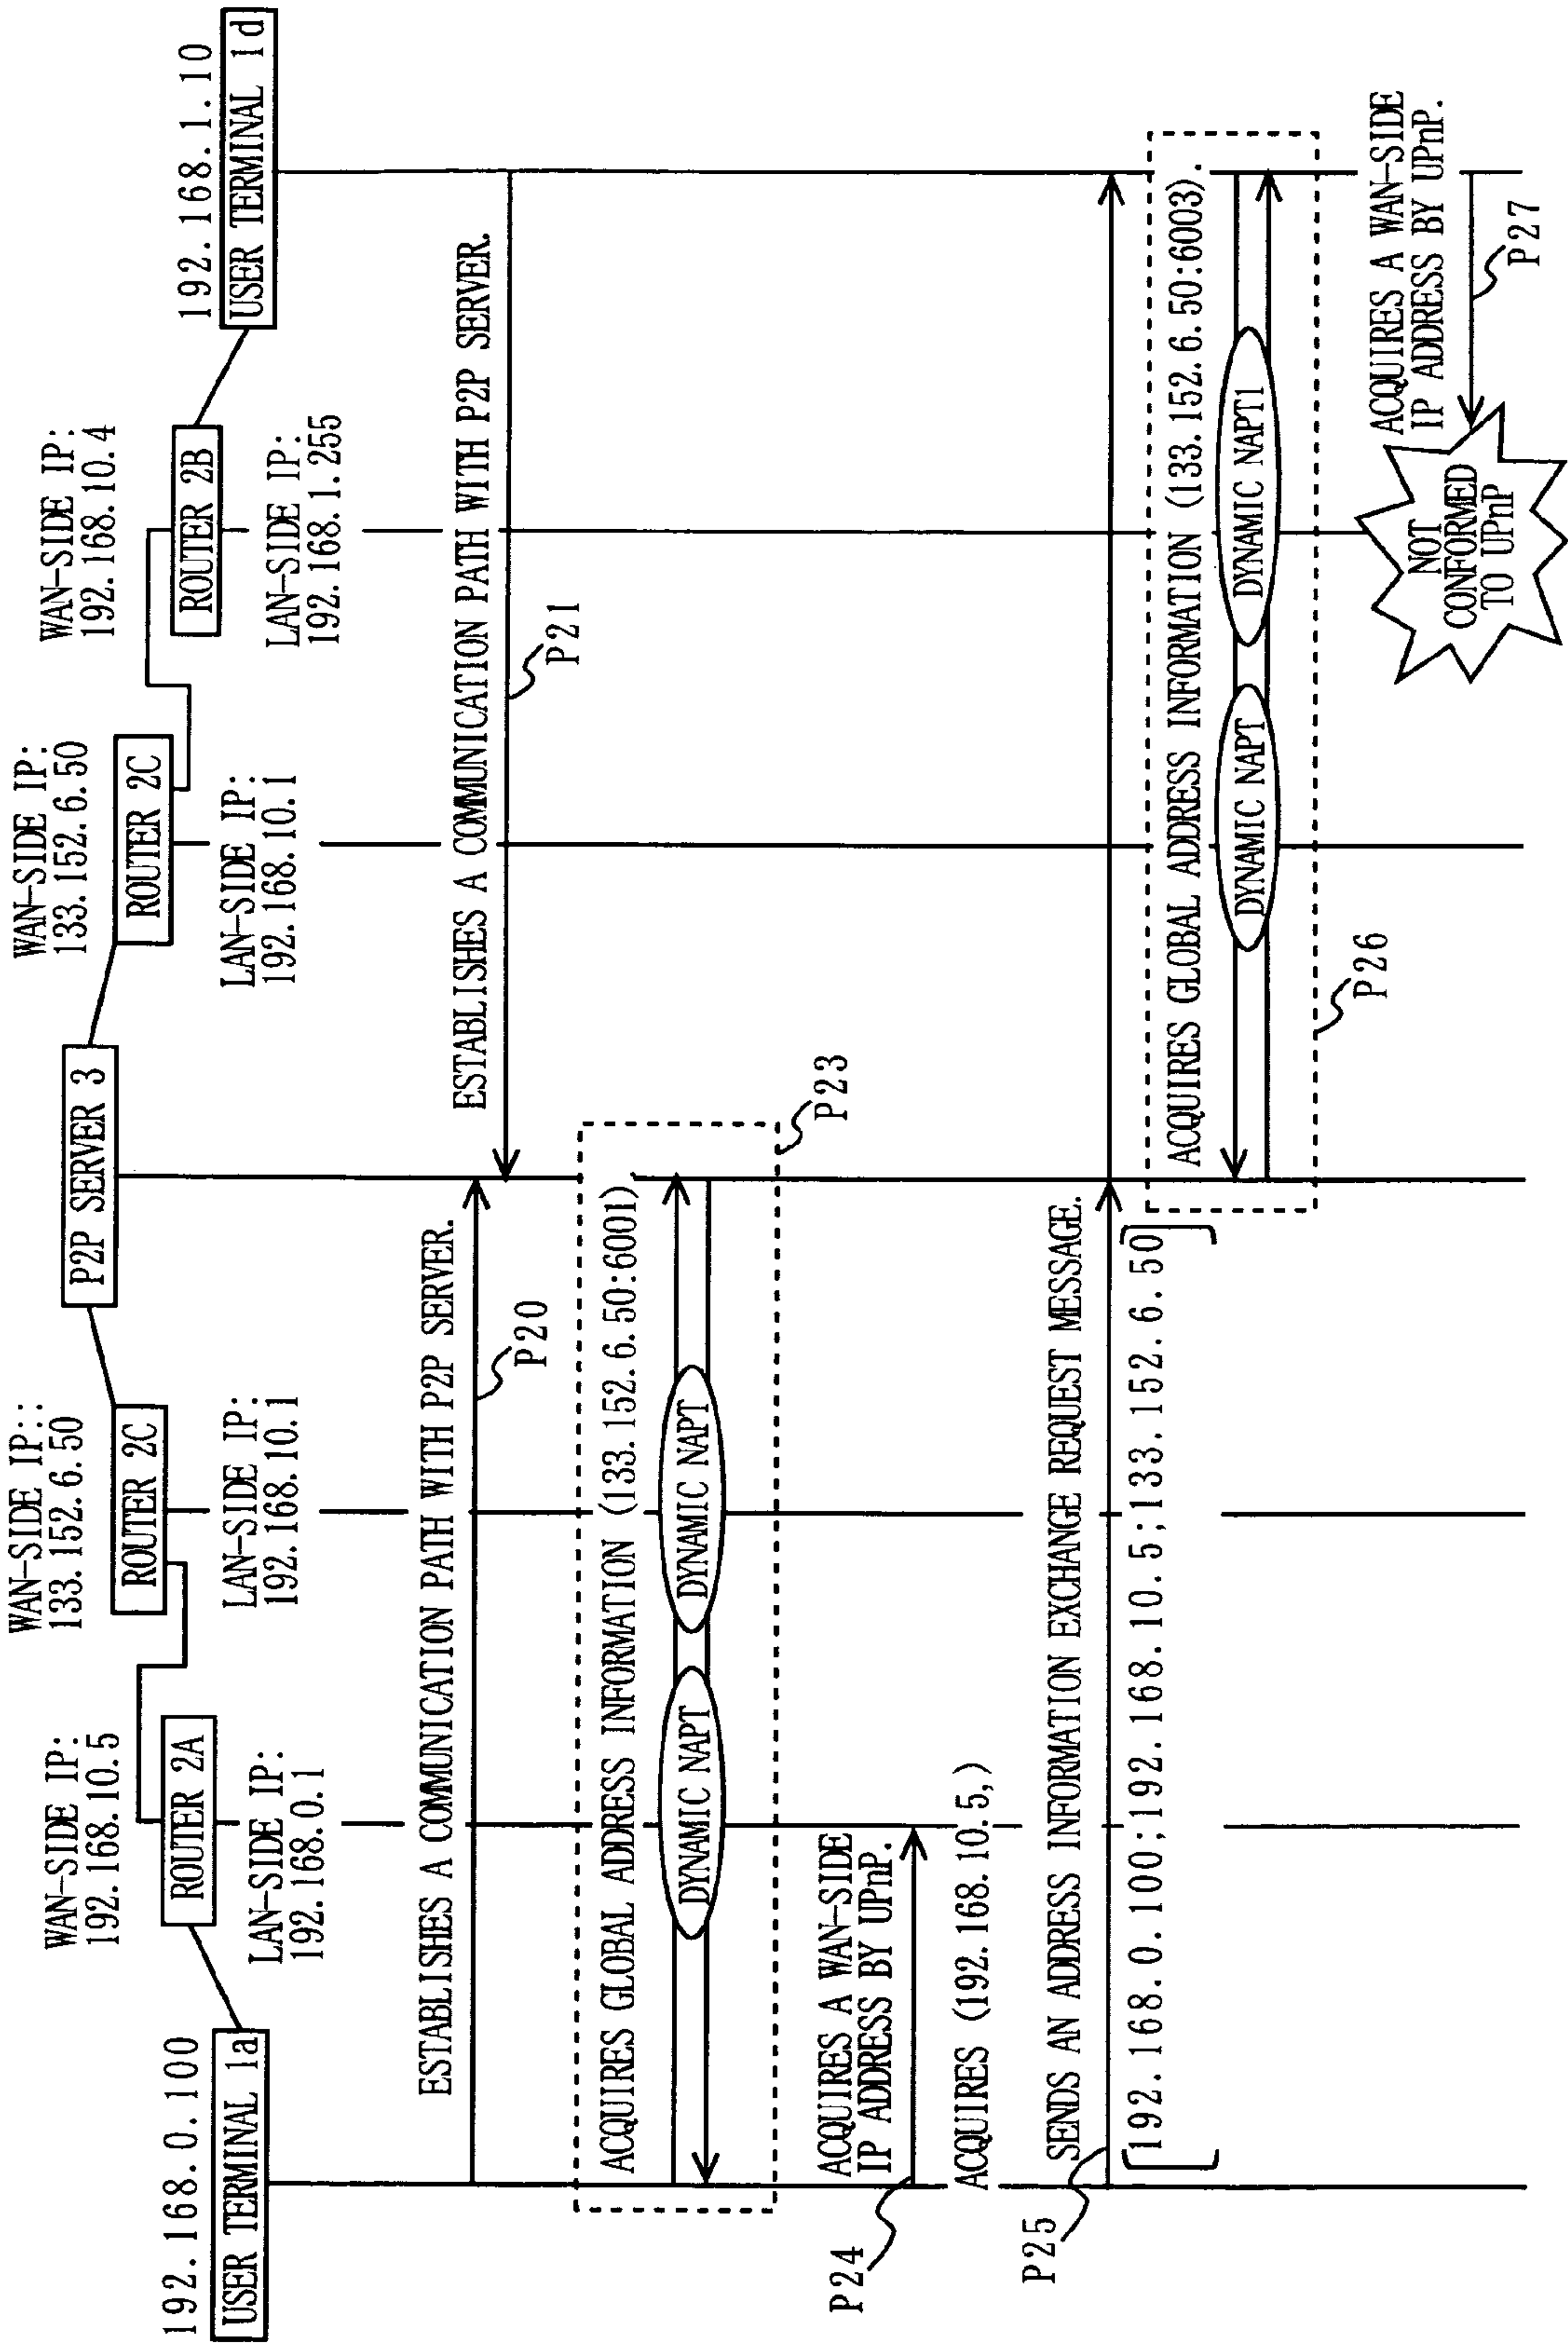 192.168.0.100
USER TERMINAL 1a
WAN-SIDE IP:
192.168.10.5
ROUTER 2A
LAN-SIDE IP:
192.168.0.1
WAN-SIDE IP::
133.152.6.50
ROUTER 2C
LAN-SIDE IP:
192.168.10.1
P2P SERVER 3
WAN-SIDE IP:
133.152.6.50
ROUTER 2C
LAN-SIDE IP:
192.168.10.1
WAN-SIDE IP:
192.168.10.4
ROUTER 2B
LAN-SIDE IP:
192.168.1.255
192.168.1.10
USER TERMINAL 1d
ESTABLISHES A COMMUNICATION PATH WITH P2P SERVER.
P20
ESTABLISHES A COMMUNICATION PATH WITH P2P SERVER.
P21
ACQUIRES GLOBAL ADDRESS INFORMATION (133.152.6.50:6001)
DYNAMIC NAPT
DYNAMIC NAPT
P23
ACQUIRES A WAN-SIDE
IP ADDRESS BY UPnP.
P24
ACQUIRES (192.168.10.5,)
SENDS AN ADDRESS INFORMATION EXCHANGE REQUEST MESSAGE.
P25
[192.168.0.100;192.168.10.5;133.152.6.50]
ACQUIRES GLOBAL ADDRESS INFORMATION (133.152.6.50:6003).
DYNAMIC NAPT
DYNAMIC NAPT1
P26
ACQUIRES A WAN-SIDE
IP ADDRESS BY UPnP.
P27
NOT
CONFORMED
TO UPnP